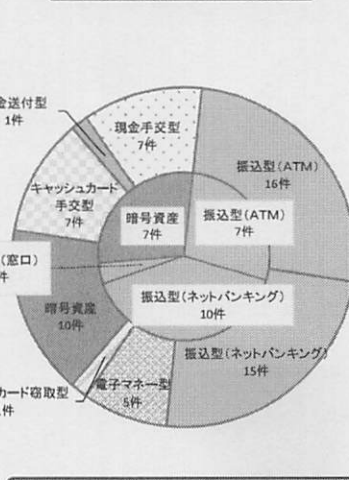 金送付型
1件
現金手交型
7件
振込型(ATM)
16件
キャッシュカード
手交型
7件
暗号資産
7件
振込型(ATM)
7件
(窓口)
件
振込型(ネットバンキング)
10件
暗号資産
10件
振込型(ネットバンキング)
15件
カード窃取型
件
電子マネー型
5件